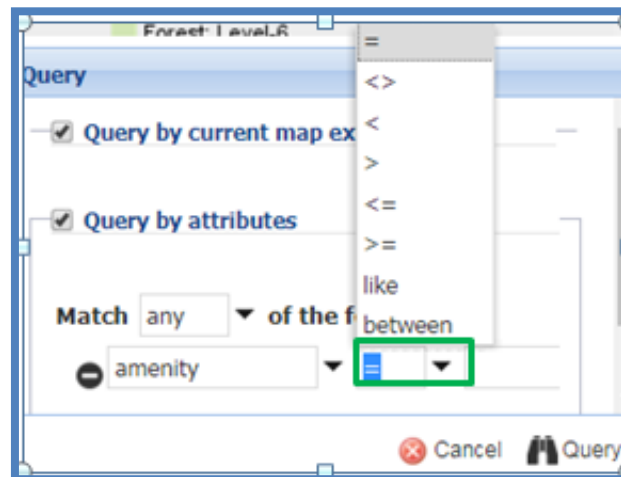 Forest: Level-6
Query
Query by current map ex
Query by attributes
Match any of the f
amenity =
=
<>
<
>
<=
>=
like
between
Cancel Query